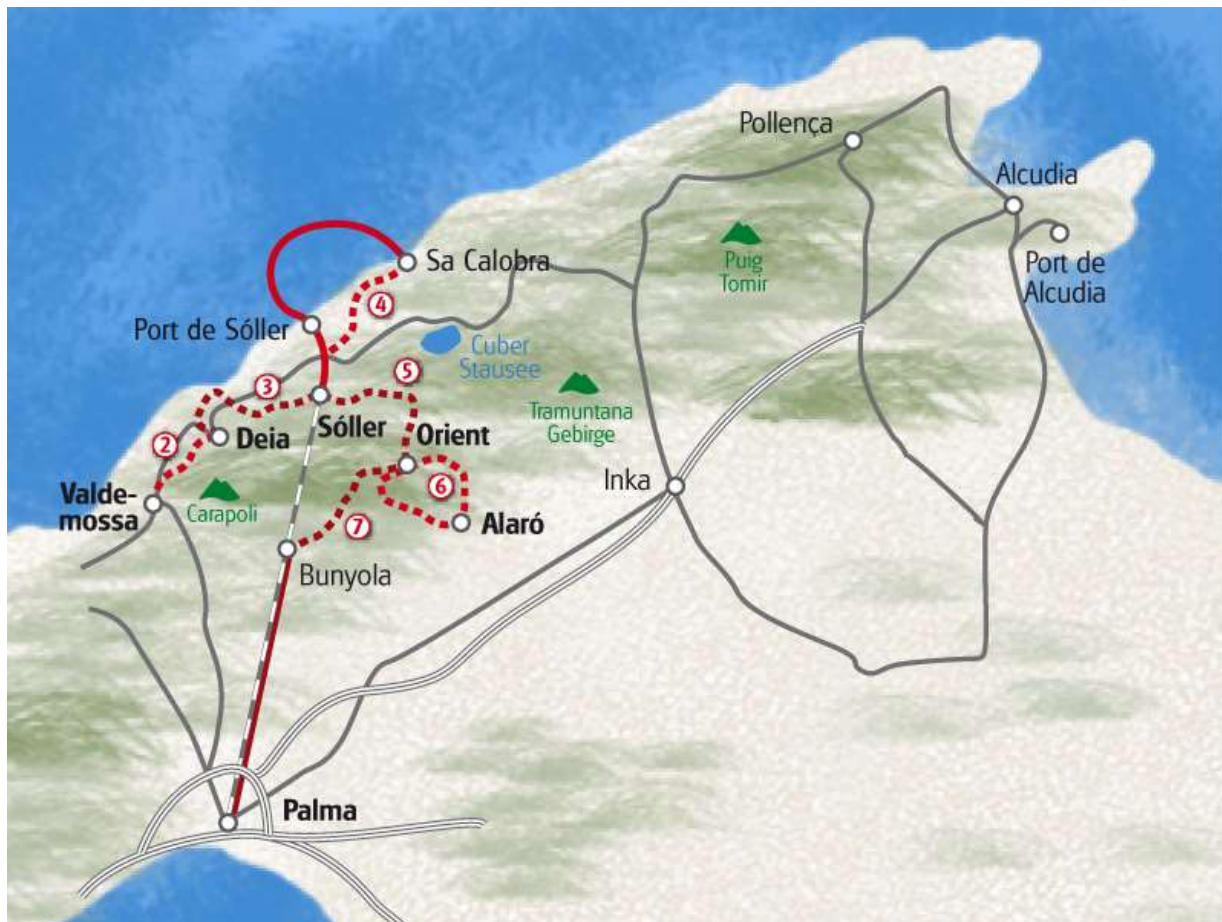 Pollença
Alcudia
Port de
Alcudia
Puig
Tomir
Sa Calobra
4
Port de Sóller
Cuber
Stausee
5
3
Tramuntana
Gebirge
Sóller
Orient
2
Deia
Inka
6
Valde-
mossa
Carapoli
7
Alaró
Bunyola
Palma